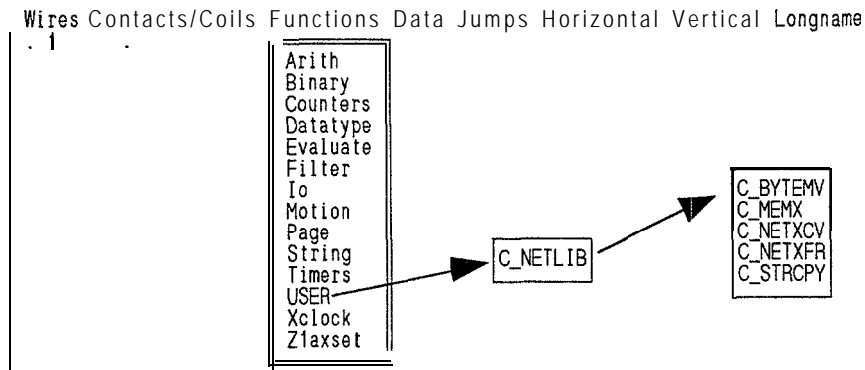 Wires Contacts/Coils Functions Data Jumps Horizontal Vertical Longname
. 1 .
Arith
Binary
Counters
Datatype
Evaluate
Filter
Io
Motion
Page
String
Timers
USER
Xclock
Z1axset
C_NETLIB
C_BYTEMV
C_MEMX
C_NETXCV
C_NETXFR
C_STRCPY